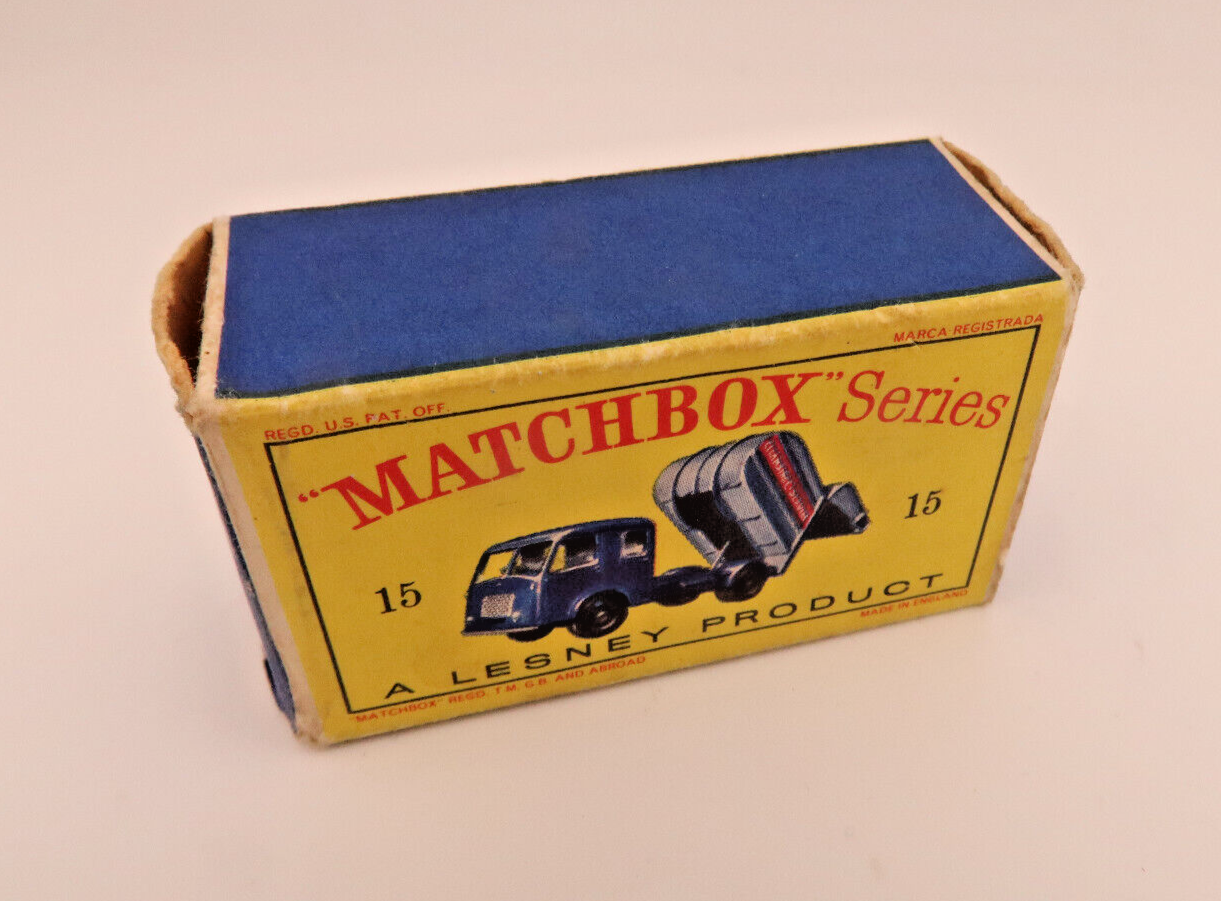 MARCA REGISTRADA
REGD. U.S. PAT. OFF.
"MATCHBOX" Series
15
15
A LESNEY PRODUCT
MADE IN ENGLAND
"MATCHBOX" REGD. T.M. G.B. AND ABROAD